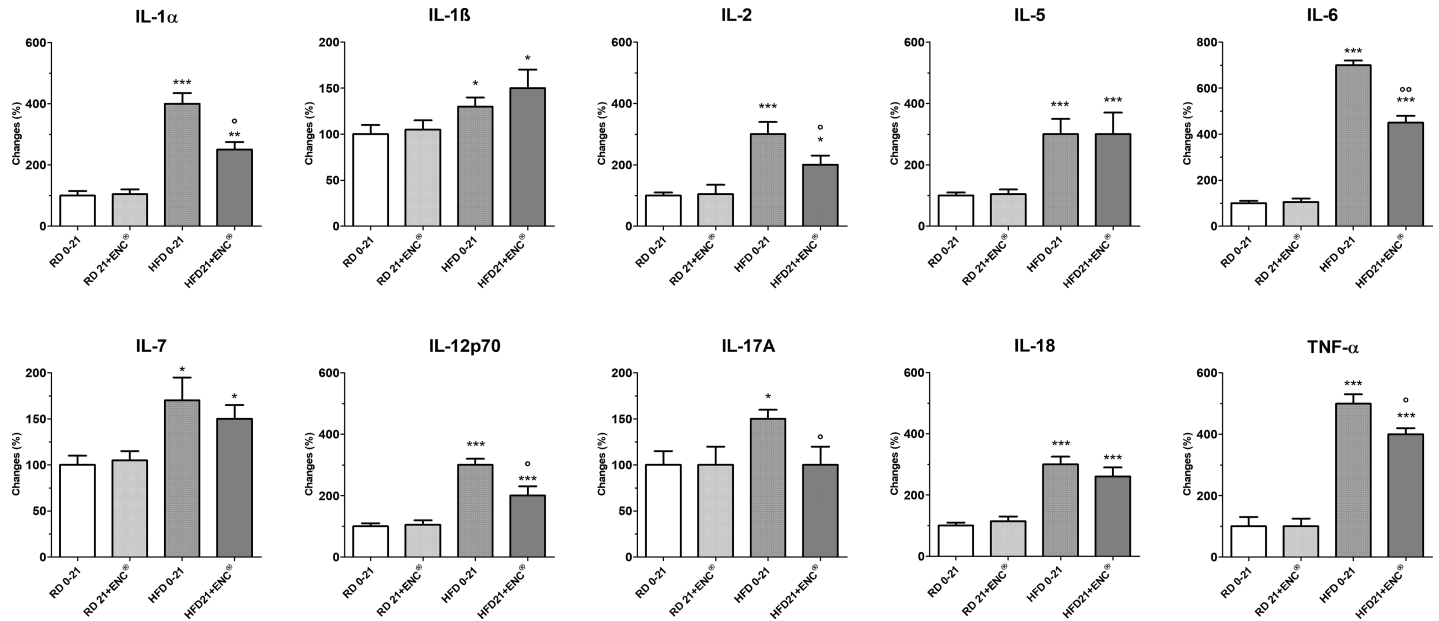 IL-1α
600
400
200
0
Changes (%)
***
°
**
RD 0-21
RD 21+ENC®
HFD 0-21
HFD21+ENC®
IL-1ß
200
150
100
50
0
Changes (%)
*
*
RD 0-21
RD 21+ENC®
HFD 0-21
HFD21+ENC®
IL-2
600
400
200
0
Changes (%)
***
°
*
RD 0-21
RD 21+ENC®
HFD 0-21
HFD21+ENC®
IL-5
600
400
200
0
Changes (%)
***
***
RD 0-21
RD 21+ENC®
HFD 0-21
HFD21+ENC®
IL-6
800
600
400
200
0
Changes (%)
***
°°
***
RD 0-21
RD 21+ENC®
HFD 0-21
HFD21+ENC®
IL-7
200
150
100
50
0
Changes (%)
*
*
RD 0-21
RD 21+ENC®
HFD 0-21
HFD21+ENC®
IL-12p70
600
400
200
0
Changes (%)
***
°
***
RD 0-21
RD 21+ENC®
HFD 0-21
HFD21+ENC®
IL-17A
200
150
100
50
0
Changes (%)
*
°
RD 0-21
RD 21+ENC®
HFD 0-21
HFD21+ENC®
IL-18
600
400
200
0
Changes (%)
***
***
RD 0-21
RD 21+ENC®
HFD 0-21
HFD21+ENC®
TNF-α
600
400
200
0
Changes (%)
***
°
***
RD 0-21
RD 21+ENC®
HFD 0-21
HFD21+ENC®